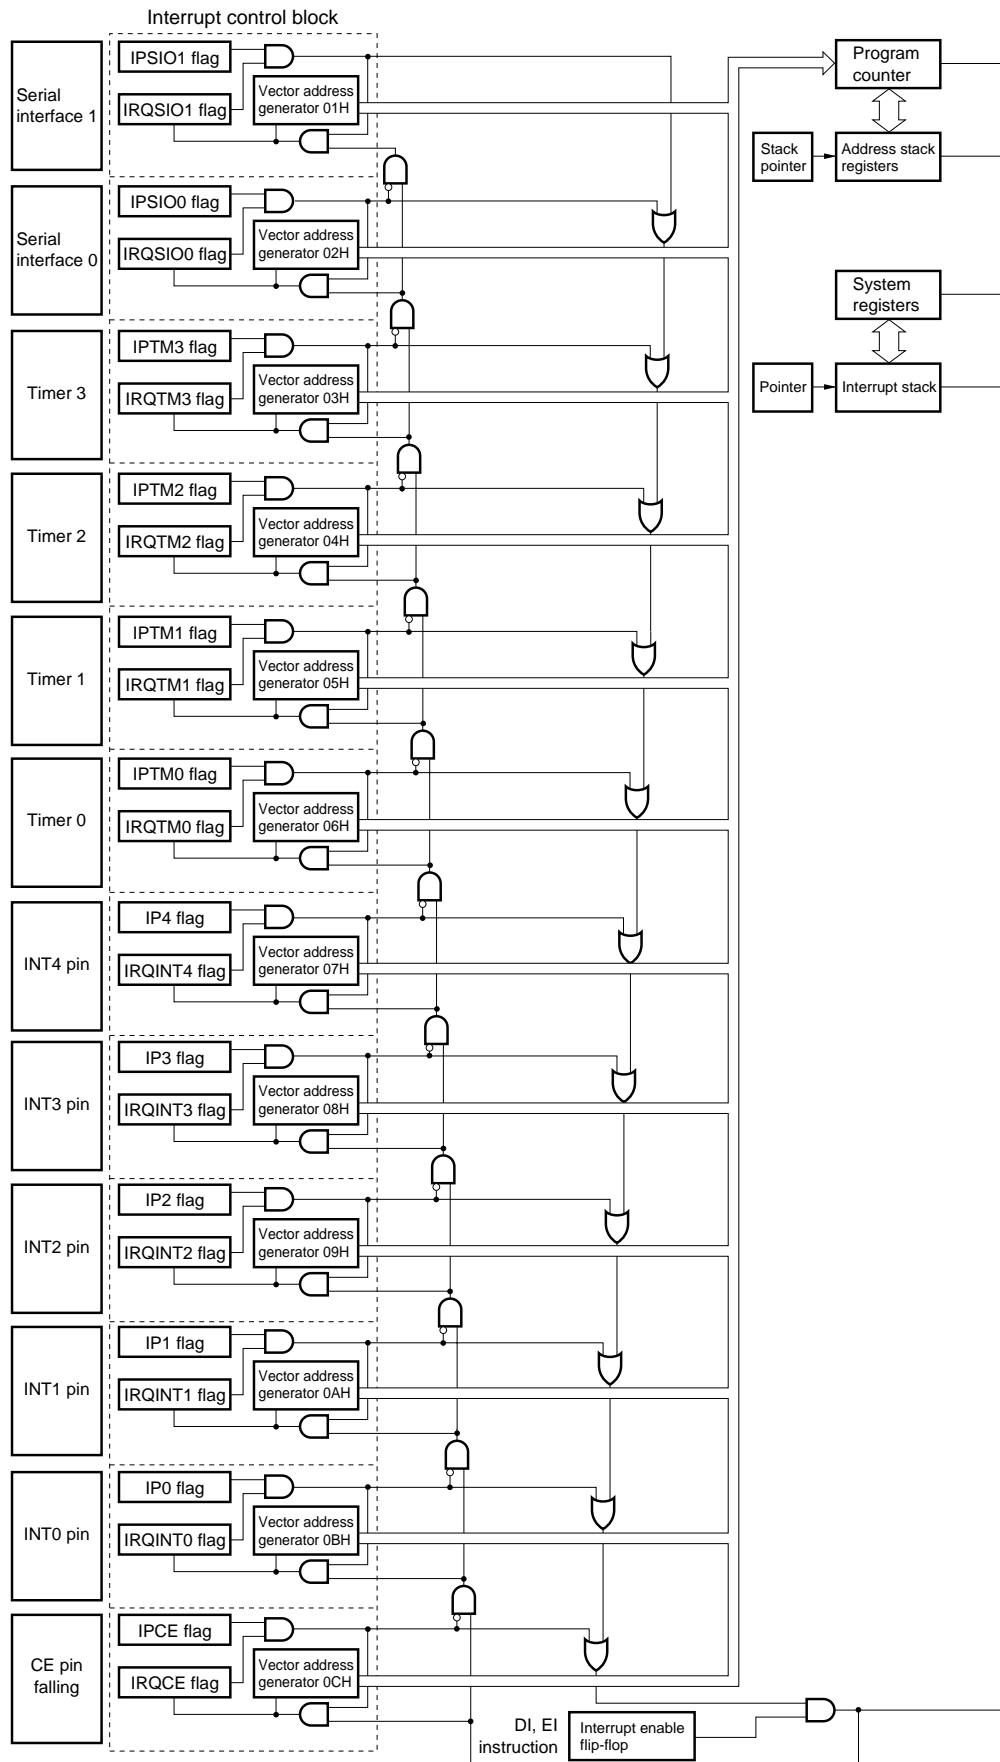 Interrupt control block
Serial
interface 1
IPSIO1 flag
IRQSIO1 flag
Vector address
generator 01H
Program
counter
Stack
pointer
Address stack
registers
Serial
interface 0
IPSIO0 flag
IRQSIO0 flag
Vector address
generator 02H
System
registers
Pointer
Interrupt stack
Timer 3
IPTM3 flag
IRQTM3 flag
Vector address
generator 03H
Timer 2
IPTM2 flag
IRQTM2 flag
Vector address
generator 04H
Timer 1
IPTM1 flag
IRQTM1 flag
Vector address
generator 05H
Timer 0
IPTM0 flag
IRQTM0 flag
Vector address
generator 06H
INT4 pin
IP4 flag
IRQINT4 flag
Vector address
generator 07H
INT3 pin
IP3 flag
IRQINT3 flag
Vector address
generator 08H
INT2 pin
IP2 flag
IRQINT2 flag
Vector address
generator 09H
INT1 pin
IP1 flag
IRQINT1 flag
Vector address
generator 0AH
INT0 pin
IP0 flag
IRQINT0 flag
Vector address
generator 0BH
CE pin
falling
IPCE flag
IRQCE flag
Vector address
generator 0CH
DI, EI
instruction
Interrupt enable
flip-flop